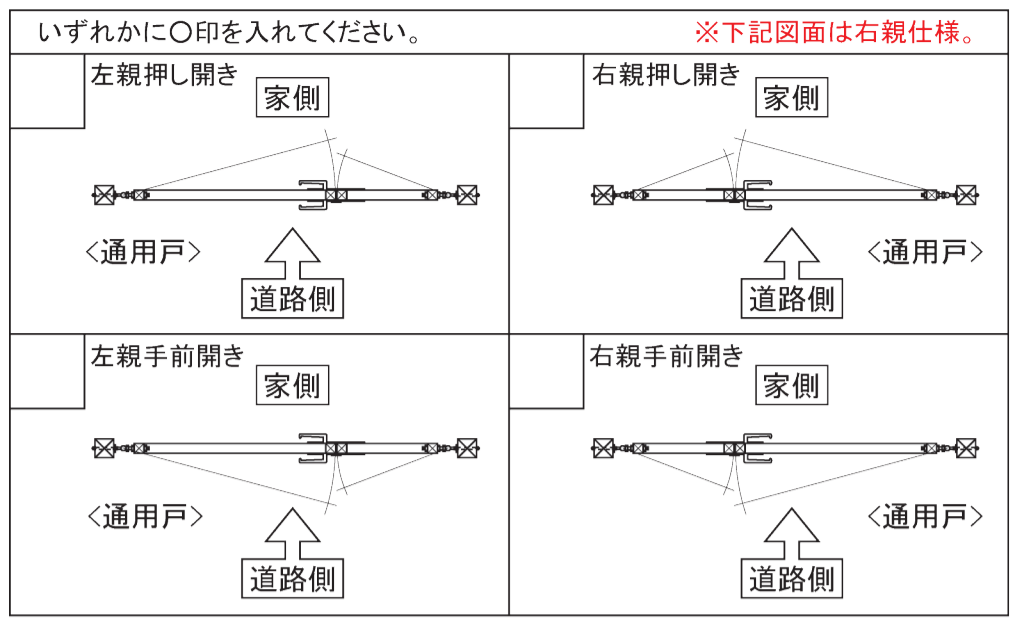 いずれかに〇印を入れてください。
※下記図面は右親仕様。
左親押し開き
家側
<通用戸>
道路側
右親押し開き
家側
<通用戸>
道路側
左親手前開き
家側
<通用戸>
道路側
右親手前開き
家側
<通用戸>
道路側